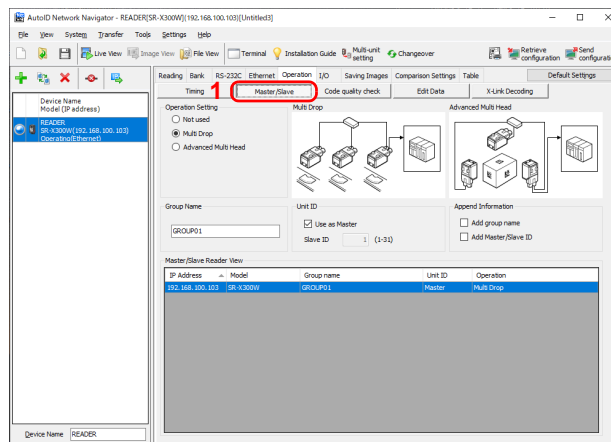 AutoID Network Navigator - READER[SR-X300W](192.168.100.103)[Untitled3]
File View System Transfer Tools Settings Help
Live View Image View File View Terminal Installation Guide Multi-unit setting Changeover Retrieve configuration Send configuration
Reading Bank RS-232C Ethernet Operation I/O Saving Images Comparison Settings Table Default Settings
1
Timing Master/Slave Code quality check Edit Data X-Link Decoding
Device Name
Model (IP address)
READER
SR-X300W(192.168.100.103)
Operating(Ethernet)
Operation Setting
Not used
Multi Drop
Advanced Multi Head
Multi Drop
Advanced Multi Head
Group Name
GROUP01
Unit ID
Use as Master
Slave ID 1 (1-31)
Append Information
Add group name
Add Master/Slave ID
Master/Slave Reader View
IP Address Model Group name Unit ID Operation
192.168.100.103 SR-X300W GROUP01 Master Multi Drop
Device Name READER